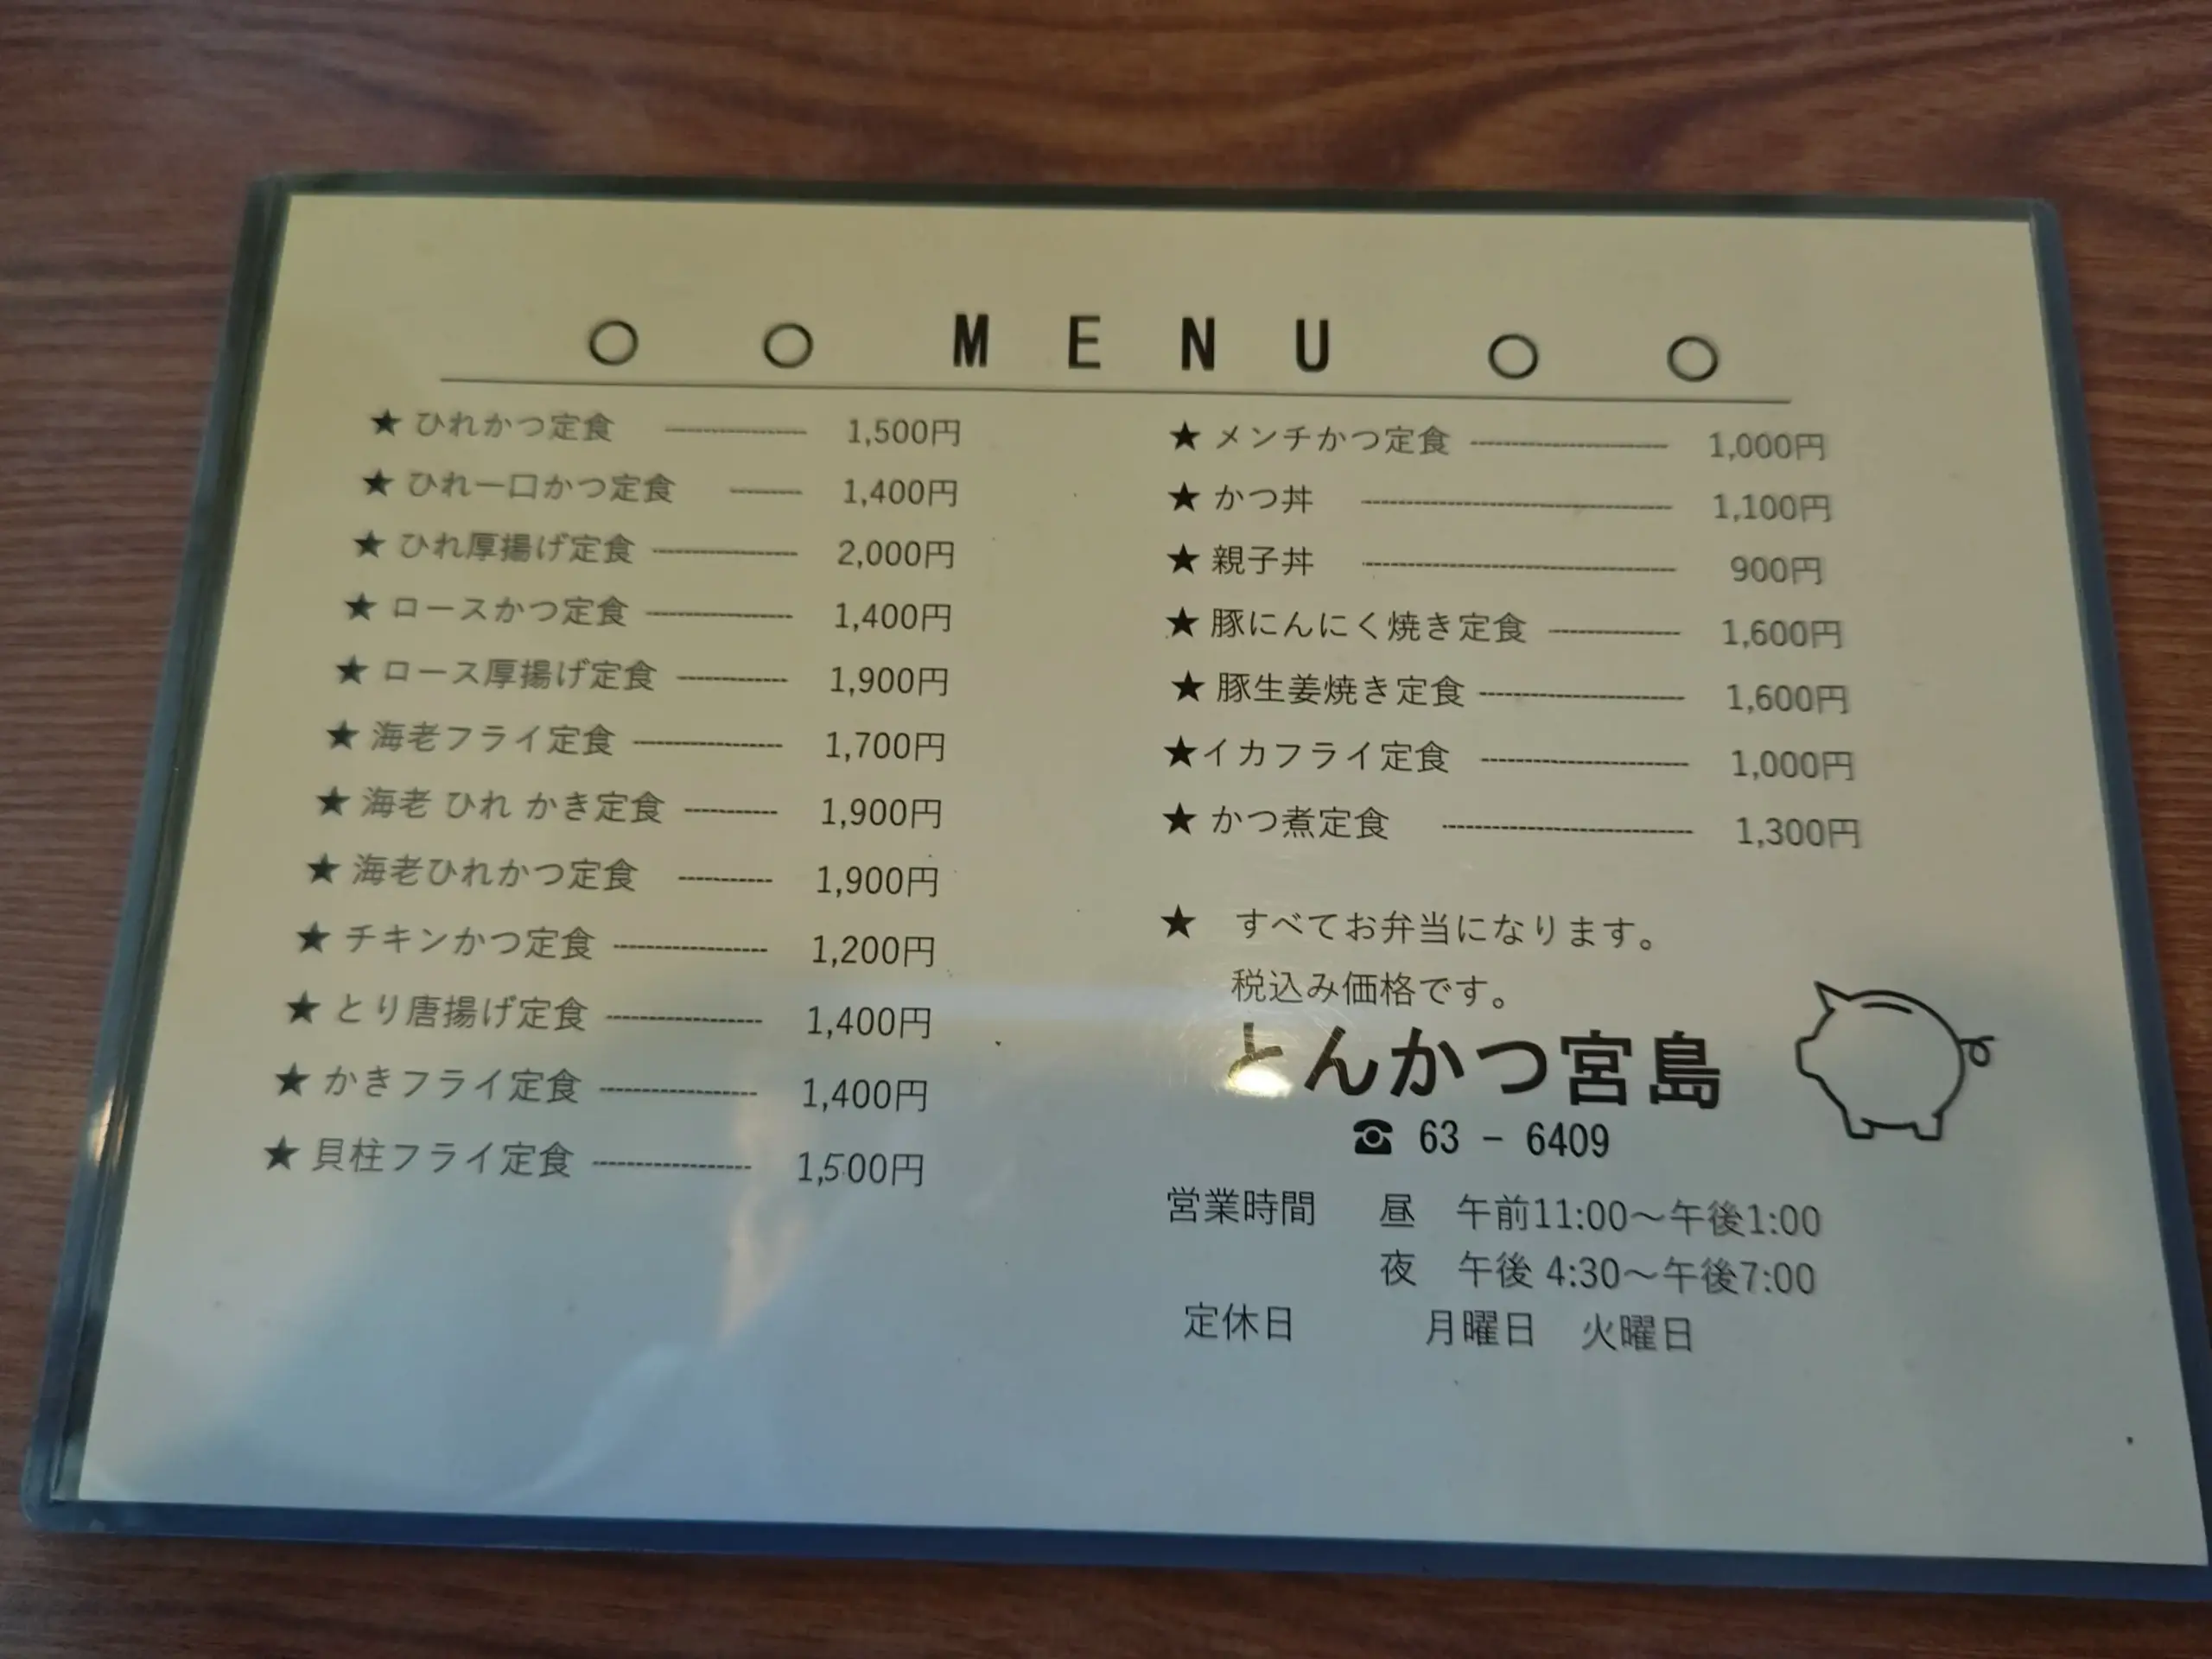 ○ ○ MENU ○ ○
★ ひれかつ定食 ---------- 1,500円
★ ひれ一口かつ定食 ---------- 1,400円
★ ひれ厚揚げ定食 ---------- 2,000円
★ ロースかつ定食 ---------- 1,400円
★ ロース厚揚げ定食 ---------- 1,900円
★ 海老フライ定食 ---------- 1,700円
★ 海老 ひれ かき定食 ---------- 1,900円
★ 海老ひれかつ定食 ---------- 1,900円
★ チキンかつ定食 ---------- 1,200円
★ とり唐揚げ定食 ---------- 1,400円
★ かきフライ定食 ---------- 1,400円
★ 貝柱フライ定食 ---------- 1,500円
★ メンチかつ定食 ---------- 1,000円
★ かつ丼 ---------- 1,100円
★ 親子丼 ---------- 900円
★ 豚にんにく焼き定食 ---------- 1,600円
★ 豚生姜焼き定食 ---------- 1,600円
★イカフライ定食 ---------- 1,000円
★ かつ煮定食 ---------- 1,300円
★ すべてお弁当になります。
税込み価格です。
とんかつ宮島
☎ 63 − 6409
営業時間 昼 午前11:00～午後1:00
夜 午後 4:30～午後7:00
定休日 月曜日 火曜日